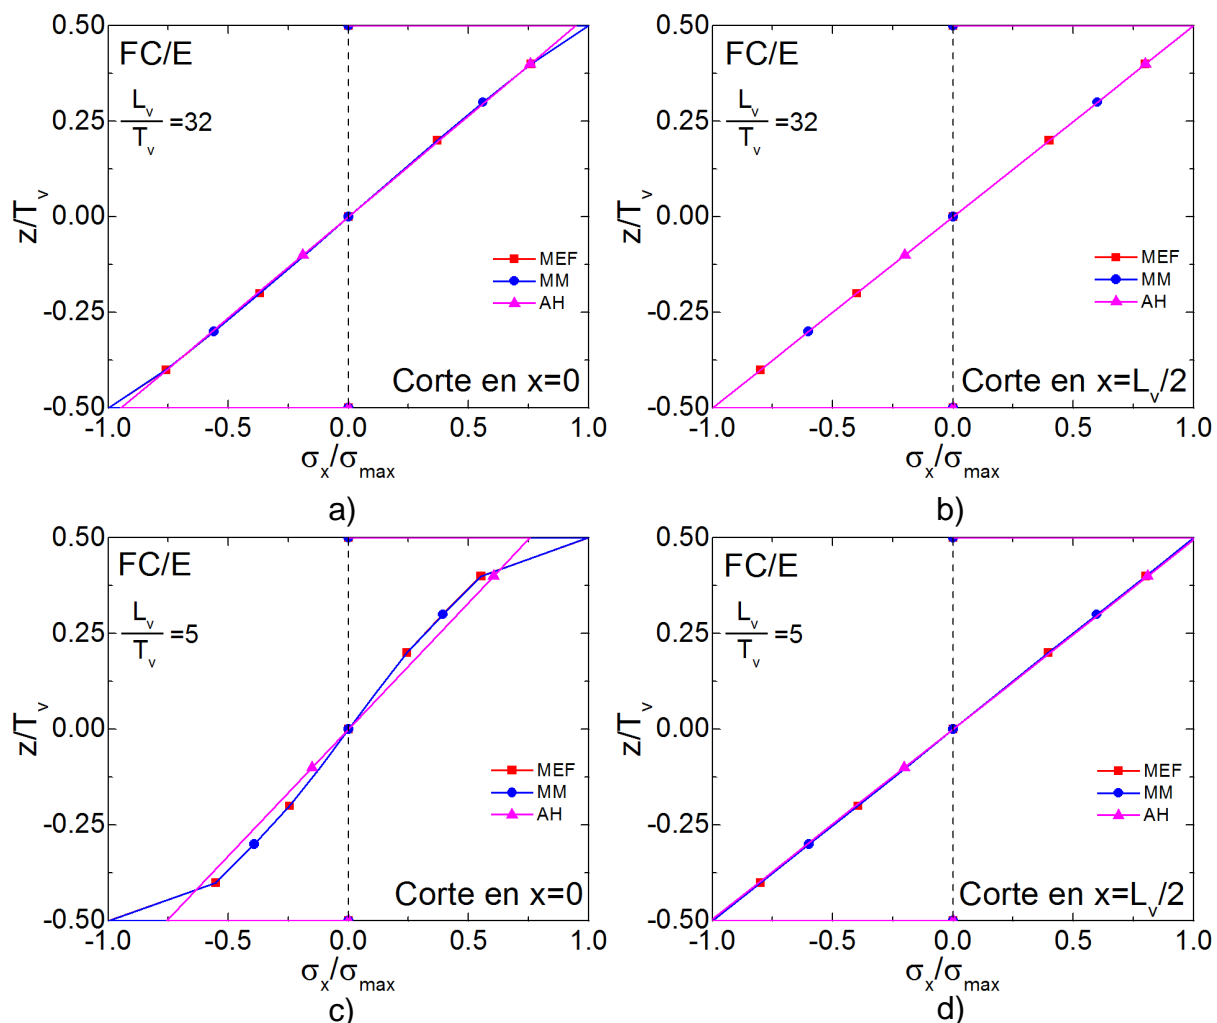 0.50
FC/E
L_v
T_v
=32
0.25
z/T_v
0.00
MEF
MM
AH
-0.25
Corte en x=0
-0.50
-1.0 -0.5 0.0 0.5 1.0
σ_x/σ_max
a)
0.50
FC/E
L_v
T_v
=32
0.25
z/T_v
0.00
MEF
MM
AH
-0.25
Corte en x=L_v/2
-0.50
-1.0 -0.5 0.0 0.5 1.0
σ_x/σ_max
b)
0.50
FC/E
L_v
T_v
=5
0.25
z/T_v
0.00
MEF
MM
AH
-0.25
Corte en x=0
-0.50
-1.0 -0.5 0.0 0.5 1.0
σ_x/σ_max
c)
0.50
FC/E
L_v
T_v
=5
0.25
z/T_v
0.00
MEF
MM
AH
-0.25
Corte en x=L_v/2
-0.50
-1.0 -0.5 0.0 0.5 1.0
σ_x/σ_max
d)